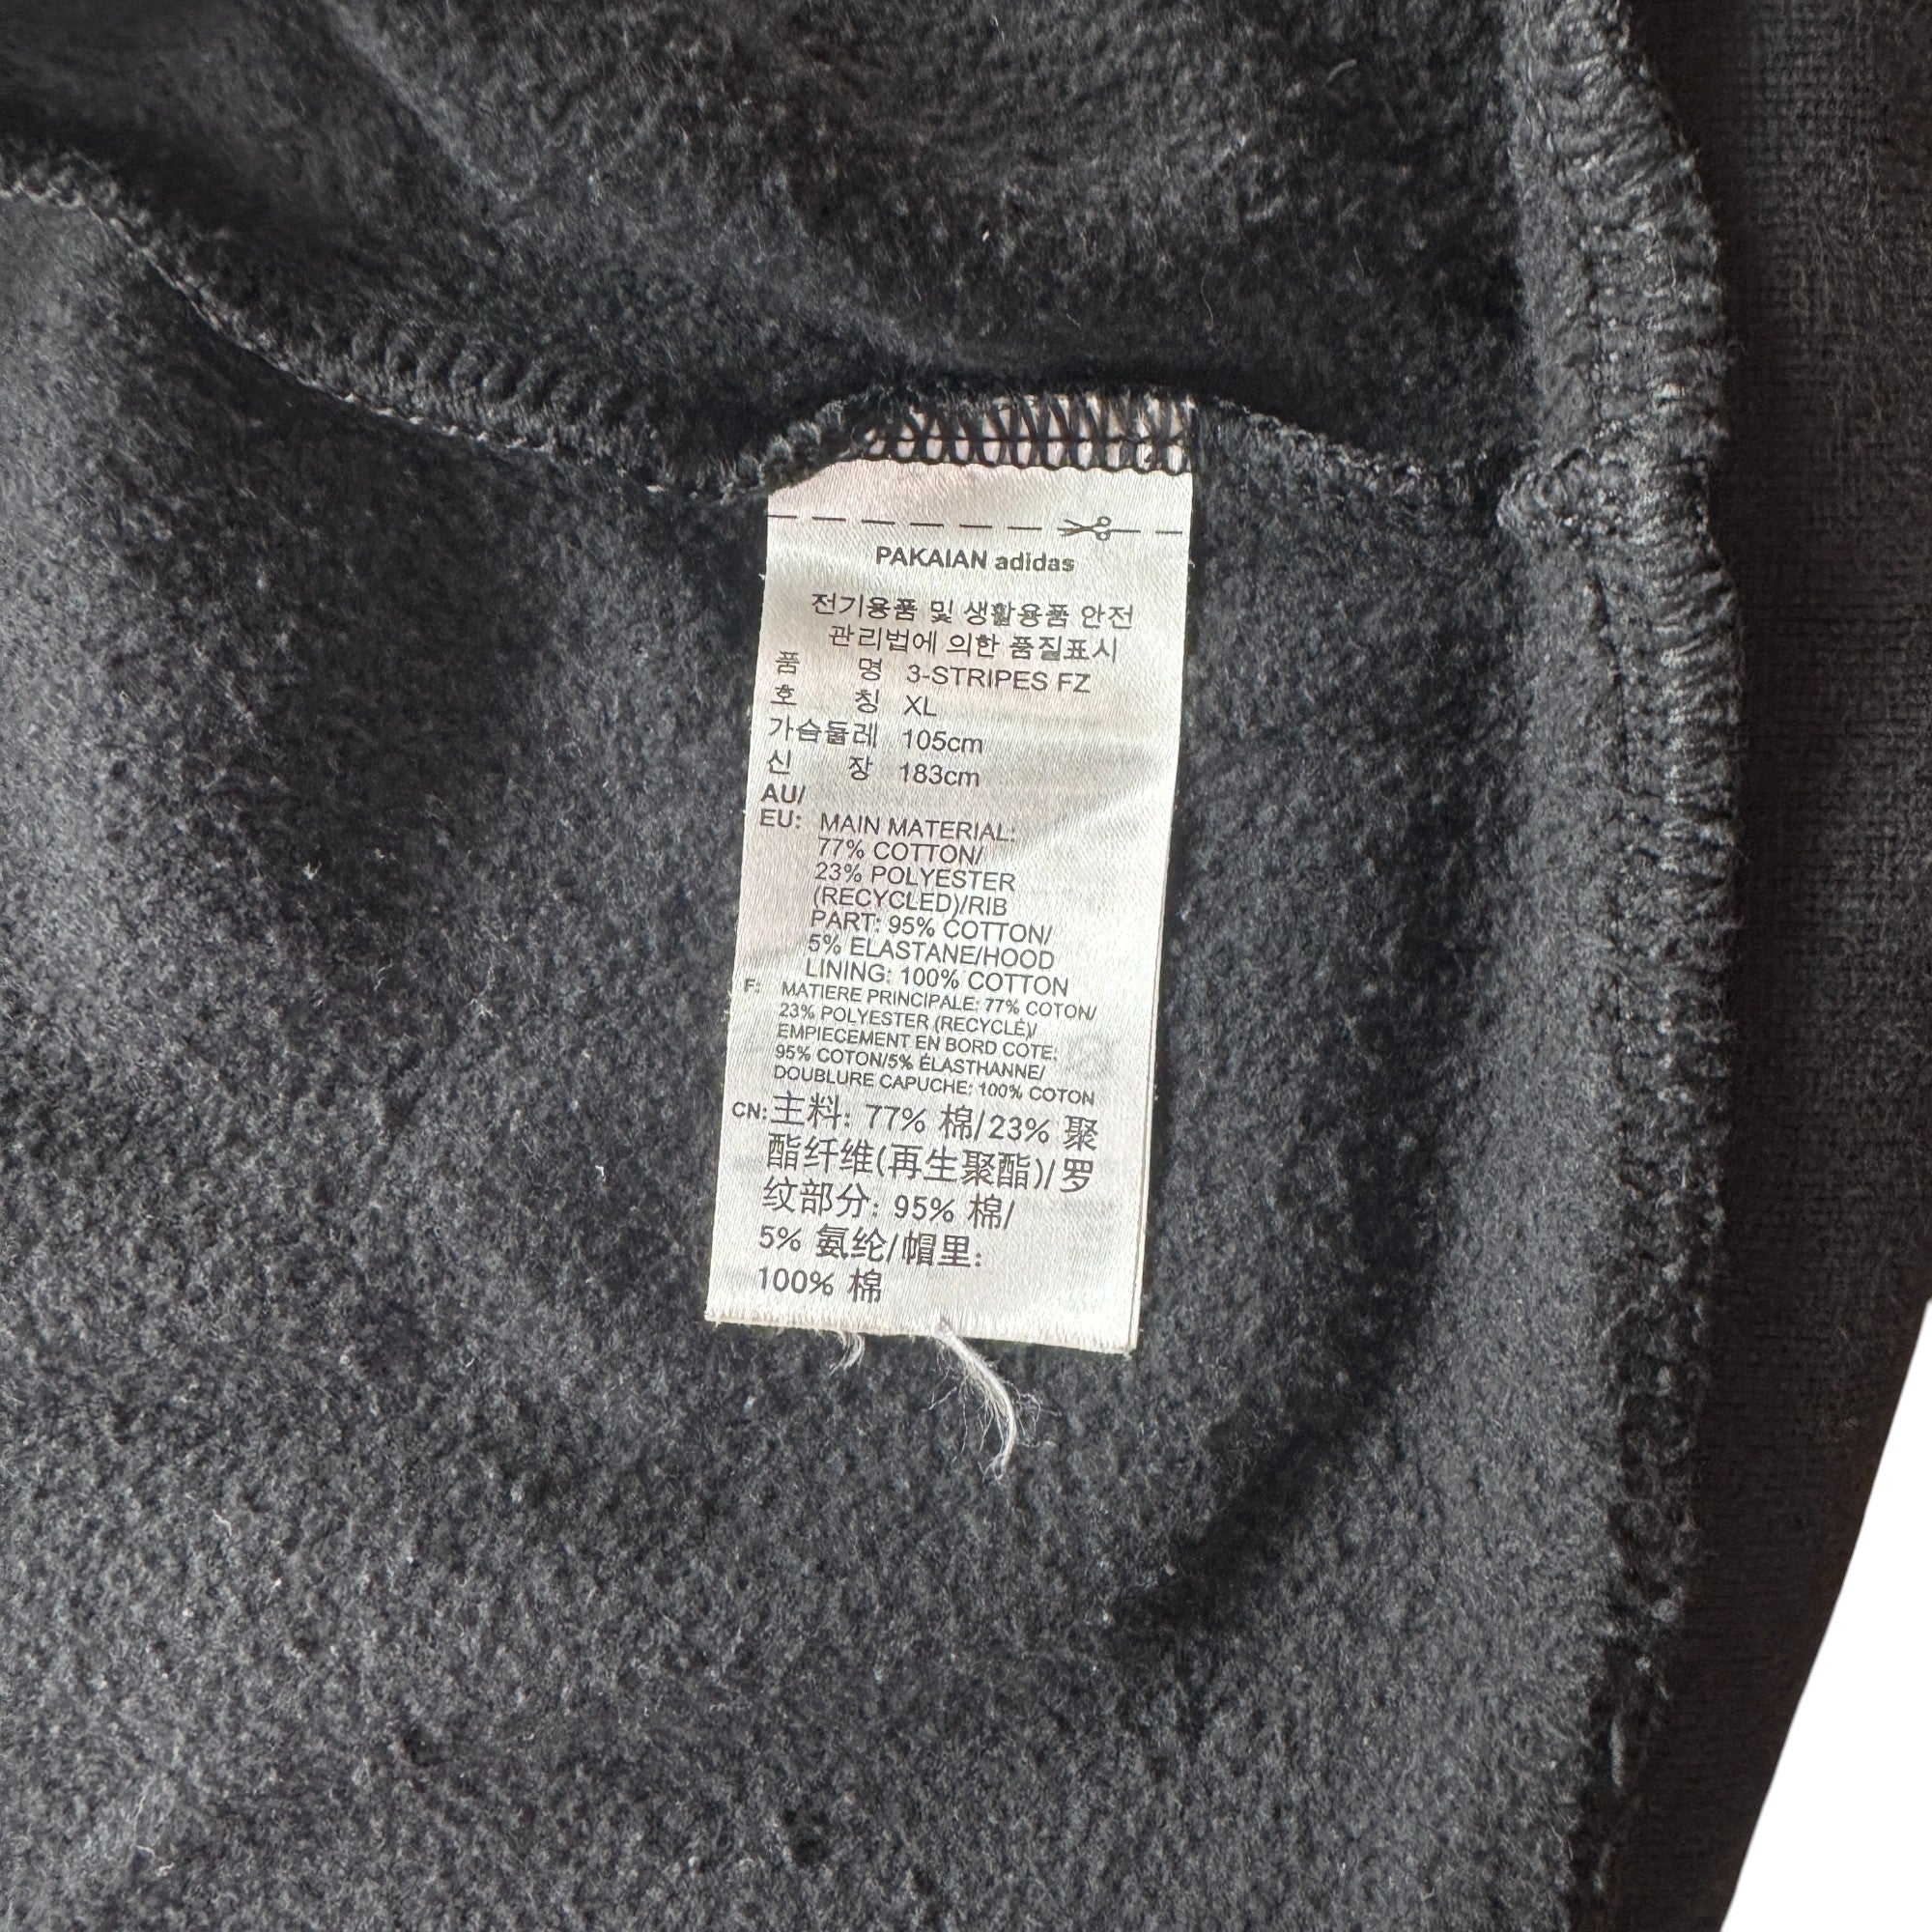 PAKAIAN adidas
전기용품 및 생활용품 안전
관리법에 의한 품질표시
품 명 3-STRIPES FZ
호 칭 XL
가슴둘레 105cm
신 장 183cm
AU/
EU: MAIN MATERIAL:
77% COTTON/
23% POLYESTER
(RECYCLED)/RIB
PART: 95% COTTON/
5% ELASTANE/HOOD
LINING: 100% COTTON
F: MATIERE PRINCIPALE: 77% COTON/
23% POLYESTER (RECYCLÉ)/
EMPIECEMENT EN BORD COTE:
95% COTON/5% ÉLASTHANNE/
DOUBLURE CAPUCHE: 100% COTON
CN: 主料: 77% 棉/23% 聚
酯纤维(再生聚酯)/罗
纹部分: 95% 棉/
5% 氨纶/帽里:
100% 棉